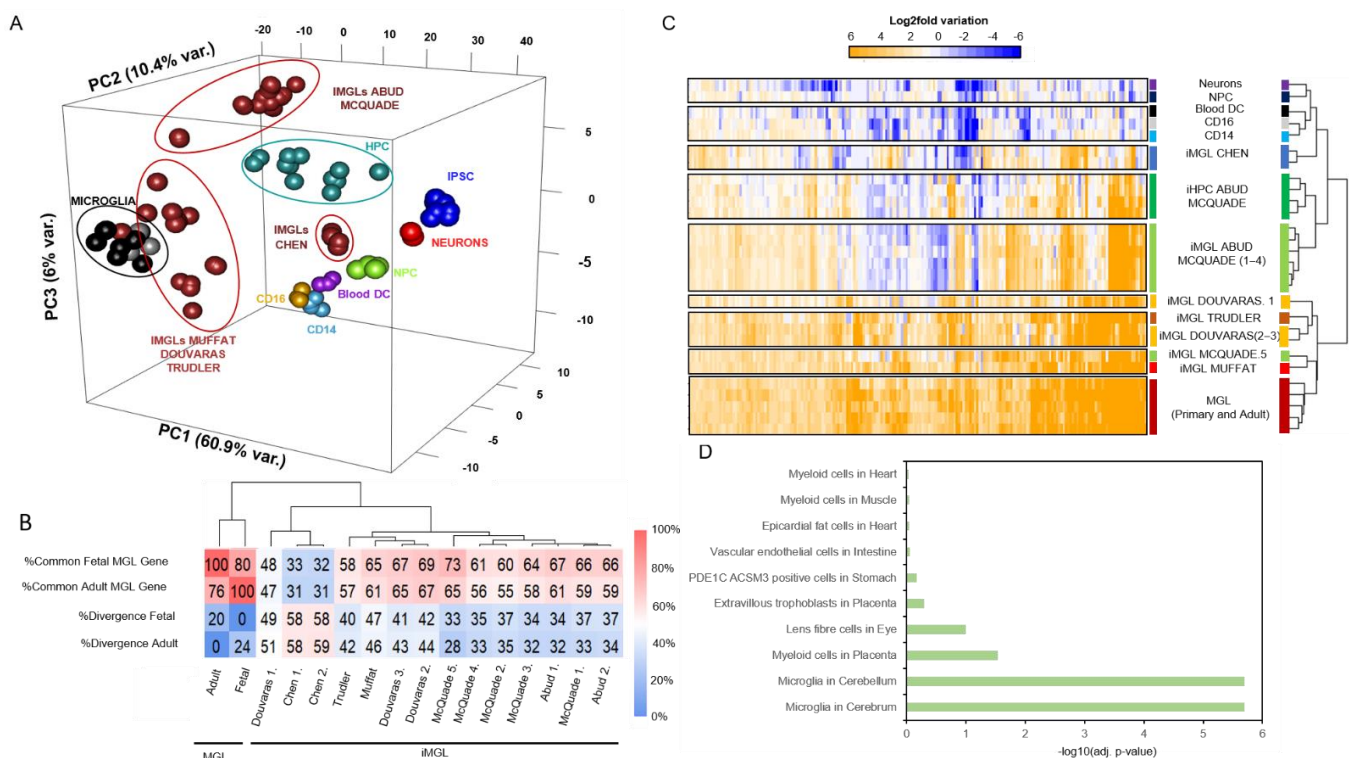 A
PC2 (10.4% var.)
-20
-10
0
10
20
30
40
IMGLs ABUD
MCQUADE
HPC
IPSC
MICROGLIA
IMGLs
CHEN
NEURONS
NPC
Blood DC
CD16
CD14
IMGLs MUFFAT
DOUVARAS
TRUDLER
PC3 (6% var.)
PC1 (60.9% var.)
5
0
-5
-10
10
5
0
-5
-10
B
%Common Fetal MGL Gene
100 80 48 33 32 58 65 67 69 73 61 60 64 67 66 66
%Common Adult MGL Gene
76 100 47 31 31 57 61 65 67 65 56 55 58 61 59 59
%Divergence Fetal
20 0 49 58 58 40 47 41 42 33 35 37 34 34 37 37
%Divergence Adult
0 24 51 58 59 42 46 43 44 28 33 35 32 32 33 34
100%
80%
60%
40%
20%
0%
Adult
Fetal
Douvaras 1.
Chen 1.
Chen 2.
Trudler
Muffat
Douvaras 3.
Douvaras 2.
McQuade 5.
McQuade 4.
McQuade 2.
McQuade 3.
Abud 1.
McQuade 1.
Abud 2.
MGL
iMGL
C
Log2fold variation
6 4 2 0 -2 -4 -6
Neurons
NPC
Blood DC
CD16
CD14
iMGL CHEN
iHPC ABUD
MCQUADE
iMGL ABUD
MCQUADE (1–4)
iMGL DOUVARAS. 1
iMGL TRUDLER
iMGL DOUVARAS(2–3)
iMGL MCQUADE.5
iMGL MUFFAT
MGL
(Primary and Adult)
D
Myeloid cells in Heart
Myeloid cells in Muscle
Epicardial fat cells in Heart
Vascular endothelial cells in Intestine
PDE1C ACSM3 positive cells in Stomach
Extravillous trophoblasts in Placenta
Lens fibre cells in Eye
Myeloid cells in Placenta
Microglia in Cerebellum
Microglia in Cerebrum
0 1 2 3 4 5 6
-log10(adj. p-value)